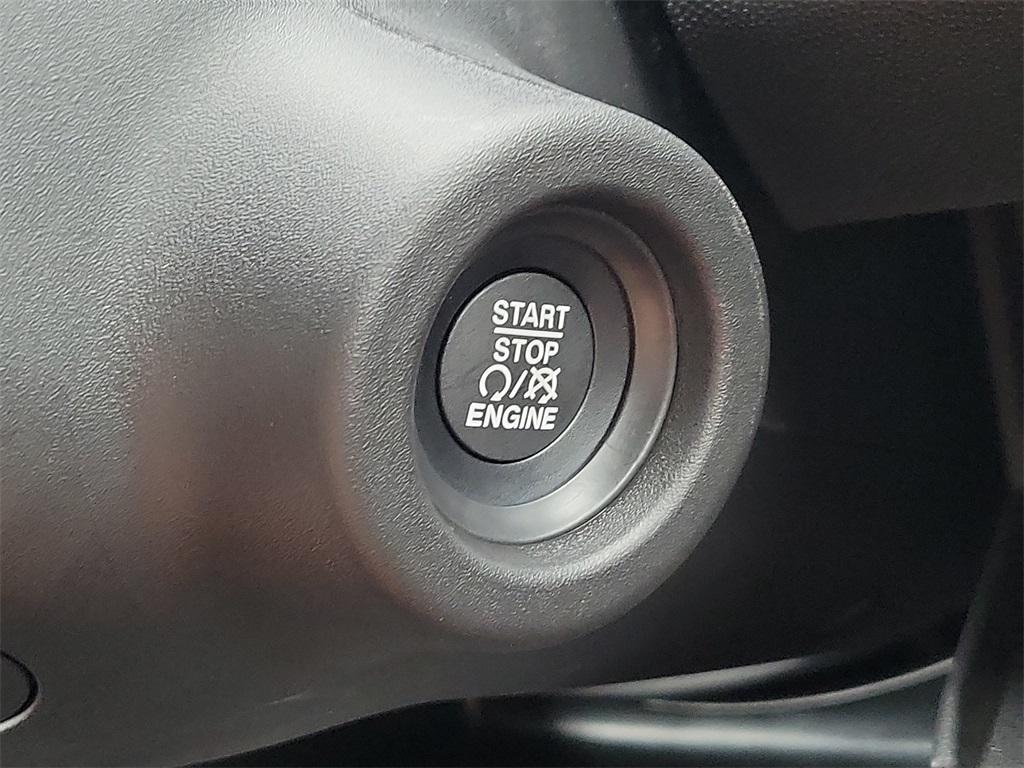 START
STOP
/
ENGINE